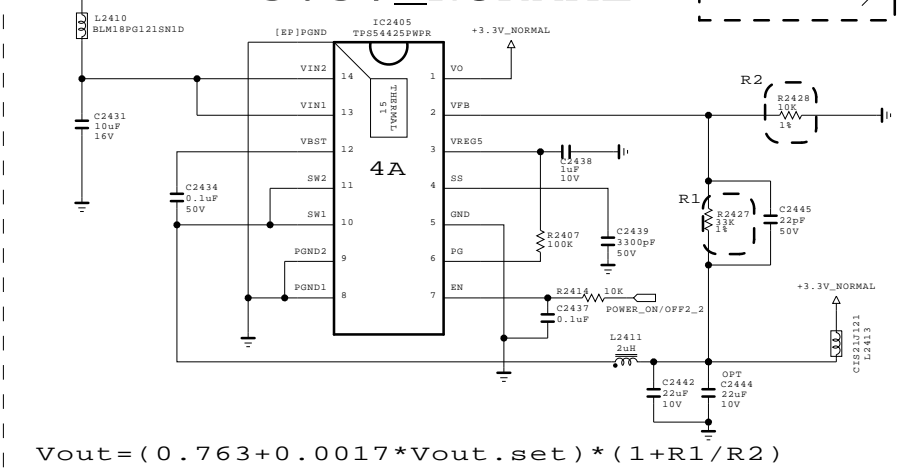 L2410
BLM18PG121SN1D
IC2405
TPS54425PWPR
[EP]PGND
+3.3V_NORMAL
VIN2
14
1
VO
R2
R2428
10K
1%
VIN1
13
2
VFB
THERMAL
15
C2431
10uF
16V
VBST
12
3
VREG5
C2438
1uF
10V
4A
SW2
11
4
SS
C2434
0.1uF
50V
R1
R2427
33K
1%
C2445
22pF
50V
SW1
10
5
GND
R2407
100K
C2439
3300pF
50V
PGND2
9
6
PG
PGND1
8
7
EN
R2414
10K
POWER_ON/OFF2_2
C2437
0.1uF
+3.3V_NORMAL
L2411
2uH
CIS21J121
L2413
C2442
22uF
10V
OPT
C2444
22uF
10V
Vout=(0.763+0.0017*Vout.set)*(1+R1/R2)